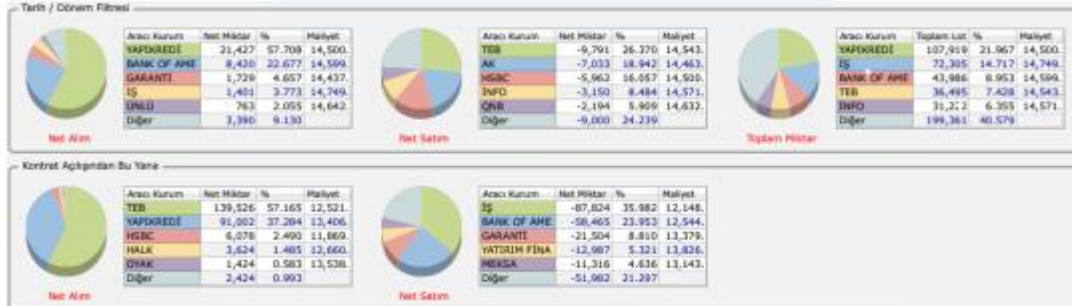 Tarih / Dönem Filtresi
Aracı Kurum Net Miktar % Maliyet
YAPIKREDİ 21,427 57.708 14,500.
BANK OF AME 8,420 22.677 14,599.
GARANTİ 1,729 4.657 14,437.
İŞ 1,401 3.773 14,749.
ÜNLÜ 763 2.055 14,642.
Diğer 3,390 9.130
Net Alım
Aracı Kurum Net Miktar % Maliyet
TEB -9,791 26.370 14,543.
AK -7,033 18.942 14,463.
HSBC -5,962 16.057 14,500.
İNFO -3,150 8.484 14,571.
QNB -2,194 5.909 14,632.
Diğer -9,000 24.239
Net Satım
Aracı Kurum Toplam Lot % Maliyet
YAPIKREDİ 107,919 21.967 14,500.
İŞ 72,305 14.717 14,749.
BANK OF AME 43,986 8.953 14,599.
TEB 36,495 7.428 14,543.
İNFO 31,222 6.355 14,571.
Diğer 199,361 40.579
Toplam Miktar
Kontrat Açılışından Bu Yana
Aracı Kurum Net Miktar % Maliyet
TEB 139,526 57.165 12,521.
YAPIKREDİ 91,002 37.284 13,406.
HSBC 6,078 2.490 11,869.
HALK 3,624 1.485 12,660.
OYAK 1,424 0.583 13,538.
Diğer 2,424 0.993
Net Alım
Aracı Kurum Net Miktar % Maliyet
İŞ -87,824 35.982 12,148.
BANK OF AME -58,465 23.953 12,544.
GARANTİ -21,504 8.810 13,379.
YATIRIM FİNA -12,987 5.321 13,826.
MEKSA -11,316 4.636 13,143.
Diğer -51,982 21.297
Net Satım